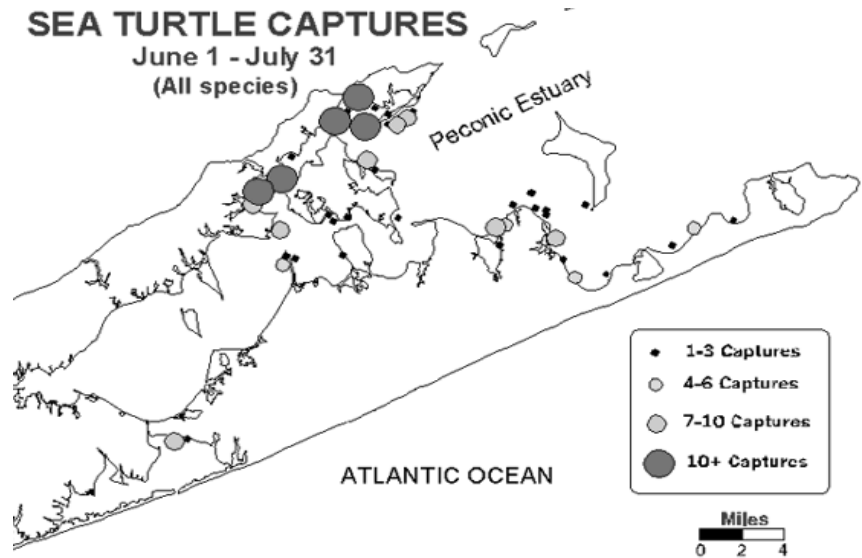 SEA TURTLE CAPTURES
June 1 - July 31
(All species)
Peconic Estuary
1-3 Captures
4-6 Captures
7-10 Captures
10+ Captures
ATLANTIC OCEAN
Miles
0 2 4